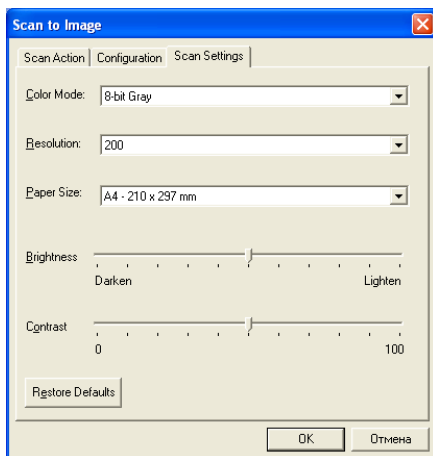 Scan to Image
Scan Action Configuration Scan Settings
Color Mode: 8-bit Gray
Resolution: 200
Paper Size: A4 - 210 x 297 mm
Brightness
Darken Lighten
Contrast
0 100
Restore Defaults
OK Отмена